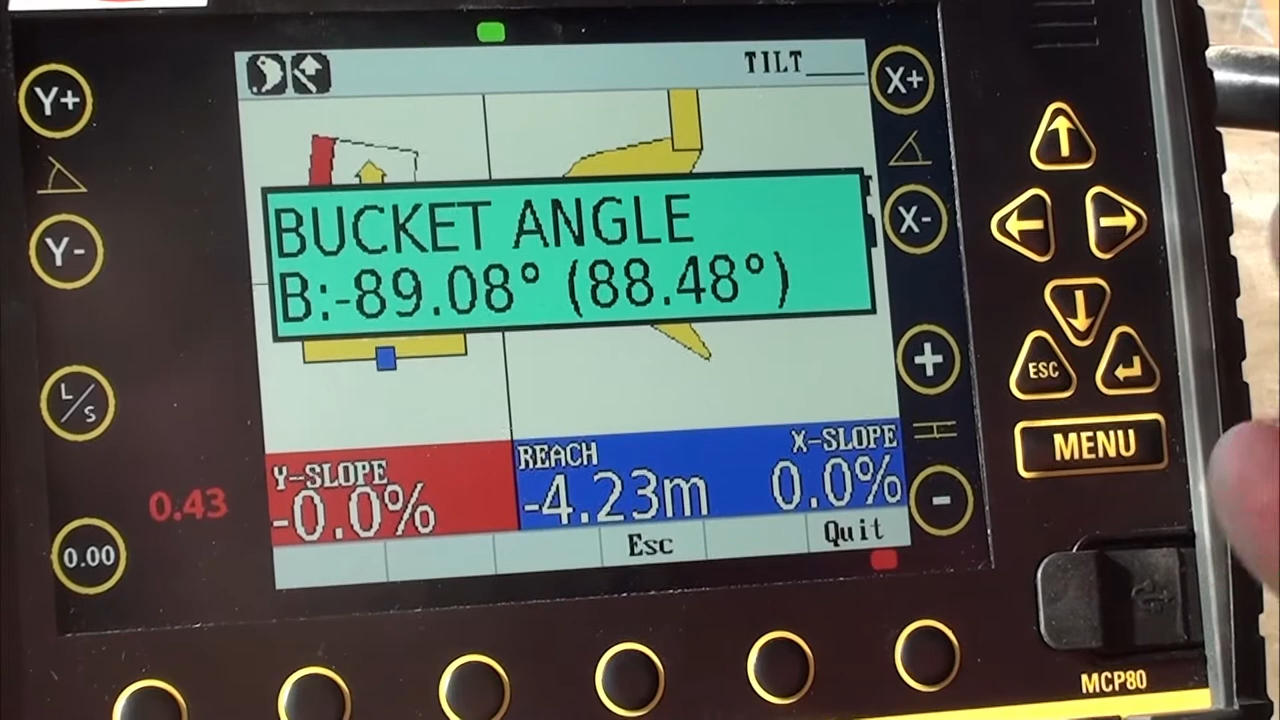 Y+
TILT____
X+
Y-
X-
BUCKET ANGLE
B:-89.08° (88.48°)
+
L/S
ESC
MENU
Y-SLOPE
-0.0%
REACH
-4.23m
X-SLOPE
0.0%
0.43
-
0.00
Esc
Quit
MCP80